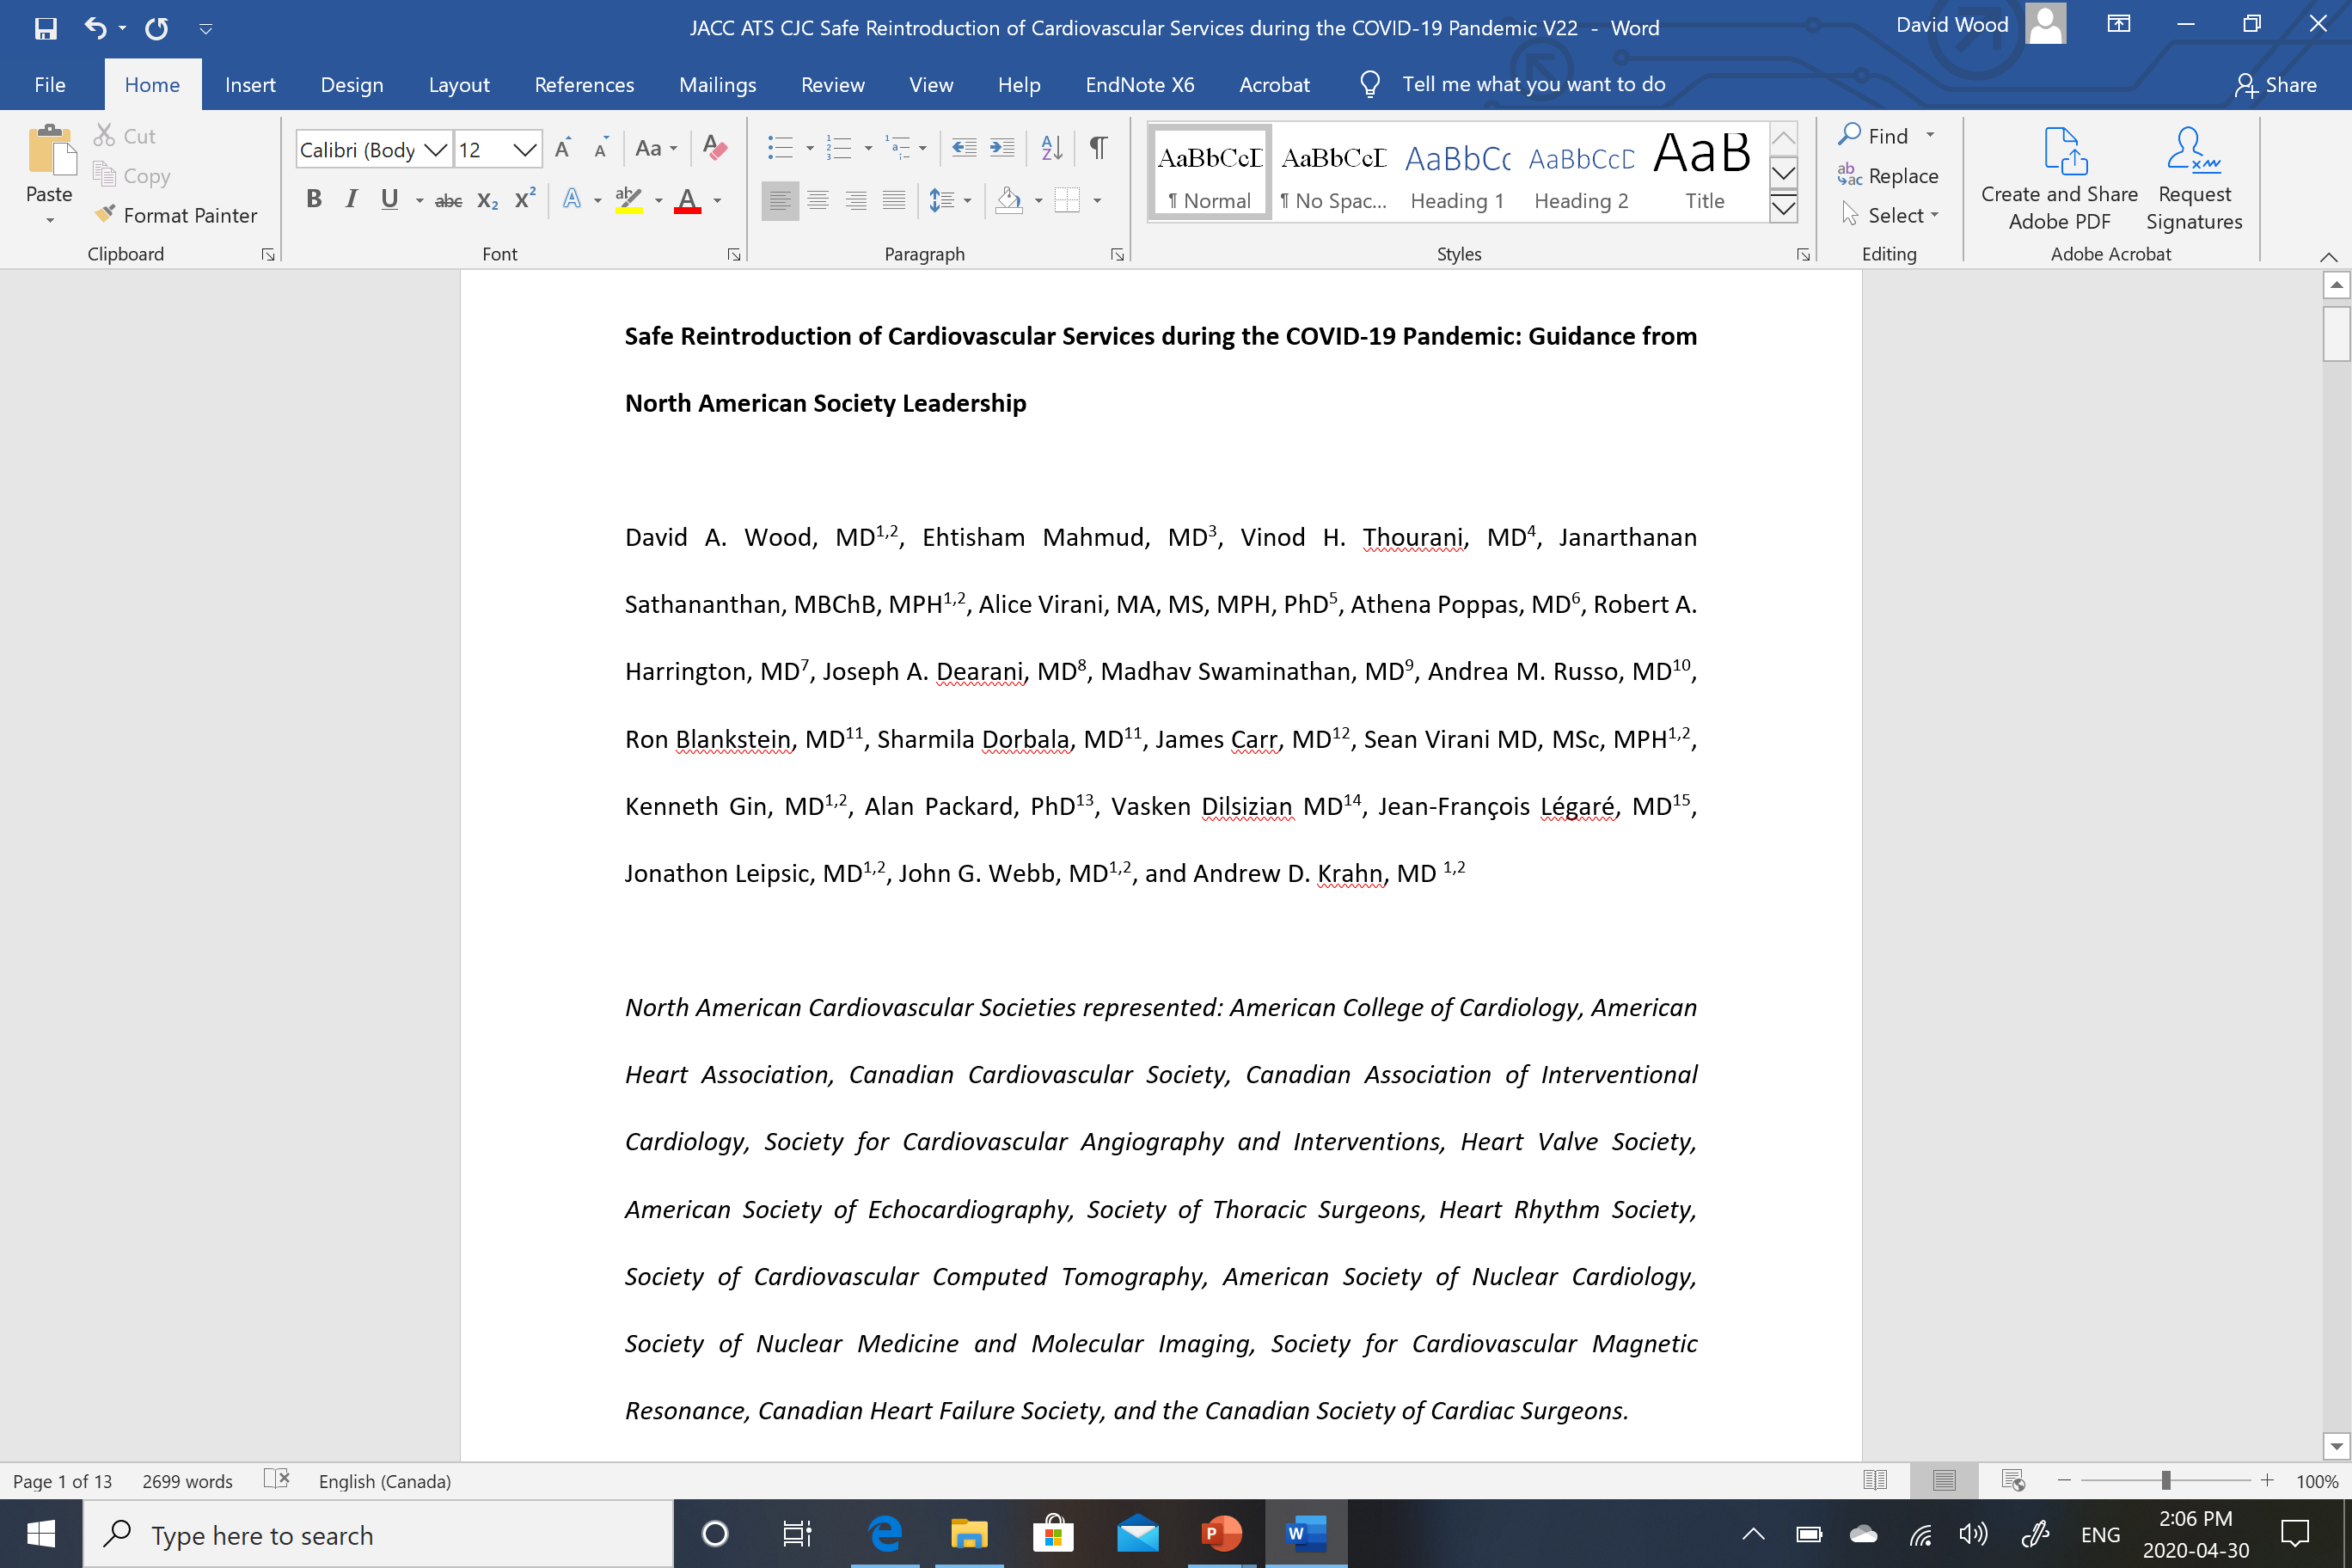 JACC ATS CJC Safe Reintroduction of Cardiovascular Services during the COVID-19 Pandemic V22 - Word
David Wood
File Home Insert Design Layout References Mailings Review View Help EndNote X6 Acrobat Tell me what you want to do Share
Paste
Cut
Copy
Format Painter
Clipboard
Calibri (Body 12 A A Aa A
B I U abc X2 X2 A ab A
Font
Paragraph
AaBbCcI AaBbCcI AaBbCc AaBbCcD AaB
¶ Normal ¶ No Spac... Heading 1 Heading 2 Title
Styles
Find
Replace
Select
Editing
Create and Share Adobe PDF
Request Signatures
Adobe Acrobat
Safe Reintroduction of Cardiovascular Services during the COVID-19 Pandemic: Guidance from
North American Society Leadership
David A. Wood, MD1,2, Ehtisham Mahmud, MD3, Vinod H. Thourani, MD4, Janarthanan
Sathananthan, MBChB, MPH1,2, Alice Virani, MA, MS, MPH, PhD5, Athena Poppas, MD6, Robert A.
Harrington, MD7, Joseph A. Dearani, MD8, Madhav Swaminathan, MD9, Andrea M. Russo, MD10,
Ron Blankstein, MD11, Sharmila Dorbala, MD11, James Carr, MD12, Sean Virani MD, MSc, MPH1,2,
Kenneth Gin, MD1,2, Alan Packard, PhD13, Vasken Dilsizian MD14, Jean-François Légaré, MD15,
Jonathon Leipsic, MD1,2, John G. Webb, MD1,2, and Andrew D. Krahn, MD 1,2
North American Cardiovascular Societies represented: American College of Cardiology, American
Heart Association, Canadian Cardiovascular Society, Canadian Association of Interventional
Cardiology, Society for Cardiovascular Angiography and Interventions, Heart Valve Society,
American Society of Echocardiography, Society of Thoracic Surgeons, Heart Rhythm Society,
Society of Cardiovascular Computed Tomography, American Society of Nuclear Cardiology,
Society of Nuclear Medicine and Molecular Imaging, Society for Cardiovascular Magnetic
Resonance, Canadian Heart Failure Society, and the Canadian Society of Cardiac Surgeons.
Page 1 of 13 2699 words English (Canada) 100%
Type here to search
ENG
2:06 PM
2020-04-30